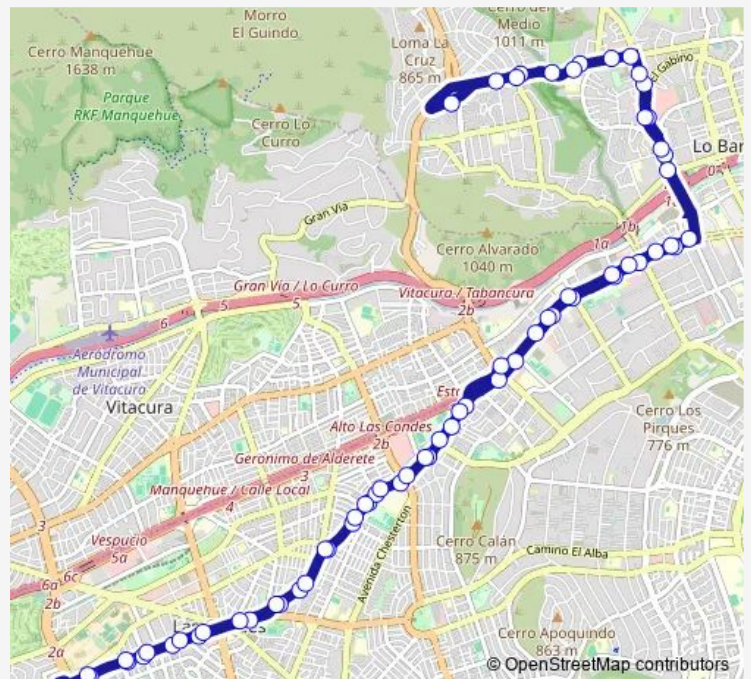 Morro
El Guindo
Cerro del
Medio
1011 m
Cerro Manquehue
1638 m
Loma La
Cruz
865 m
El Gabino
Parque
RKF Manquehue
Cerro Lo
Curro
Lo Bar
Gran Vía
1b
1a
Cerro Alvarado
1040 m
Gran Vía / Lo Curro
5
5
6
Vitacura / Tabancura
2b
Aeródromo
Municipal
de Vitacura
Vitacura
Alto Las Condes
2b
Cerro Los
Pirques
776 m
Geronimo de Alderete
3
Manquehue / Calle Local
4
3
Vespucio
5a
Avenida Chesterton
Cerro Calán
875 m
Camino El Alba
6c
6a
2b
2a
Cerro Apoquindo
863 m
© OpenStreetMap contributors